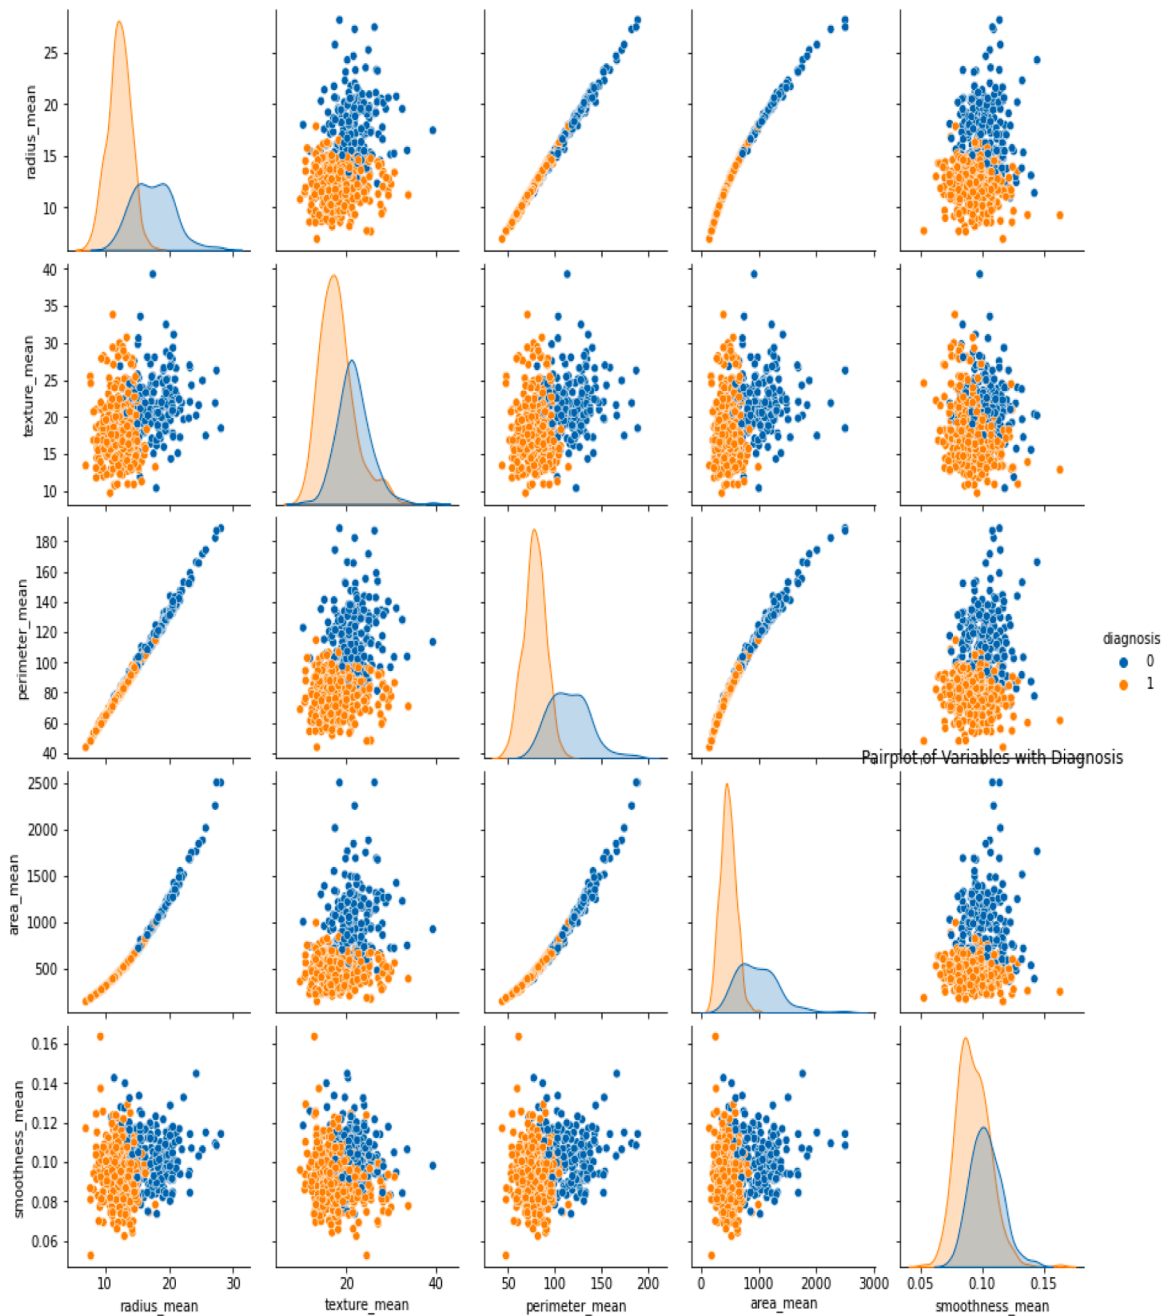 radius_mean
25
20
15
10
texture_mean
40
35
30
25
20
15
10
perimeter_mean
180
160
140
120
100
80
60
40
diagnosis
0
1
Pairplot of Variables with Diagnosis
area_mean
2500
2000
1500
1000
500
smoothness_mean
0.16
0.14
0.12
0.10
0.08
0.06
10 20 30
20 40
50 100 150 200
0 1000 2000 3000
0.05 0.10 0.15
radius_mean
texture_mean
perimeter_mean
area_mean
smoothness_mean